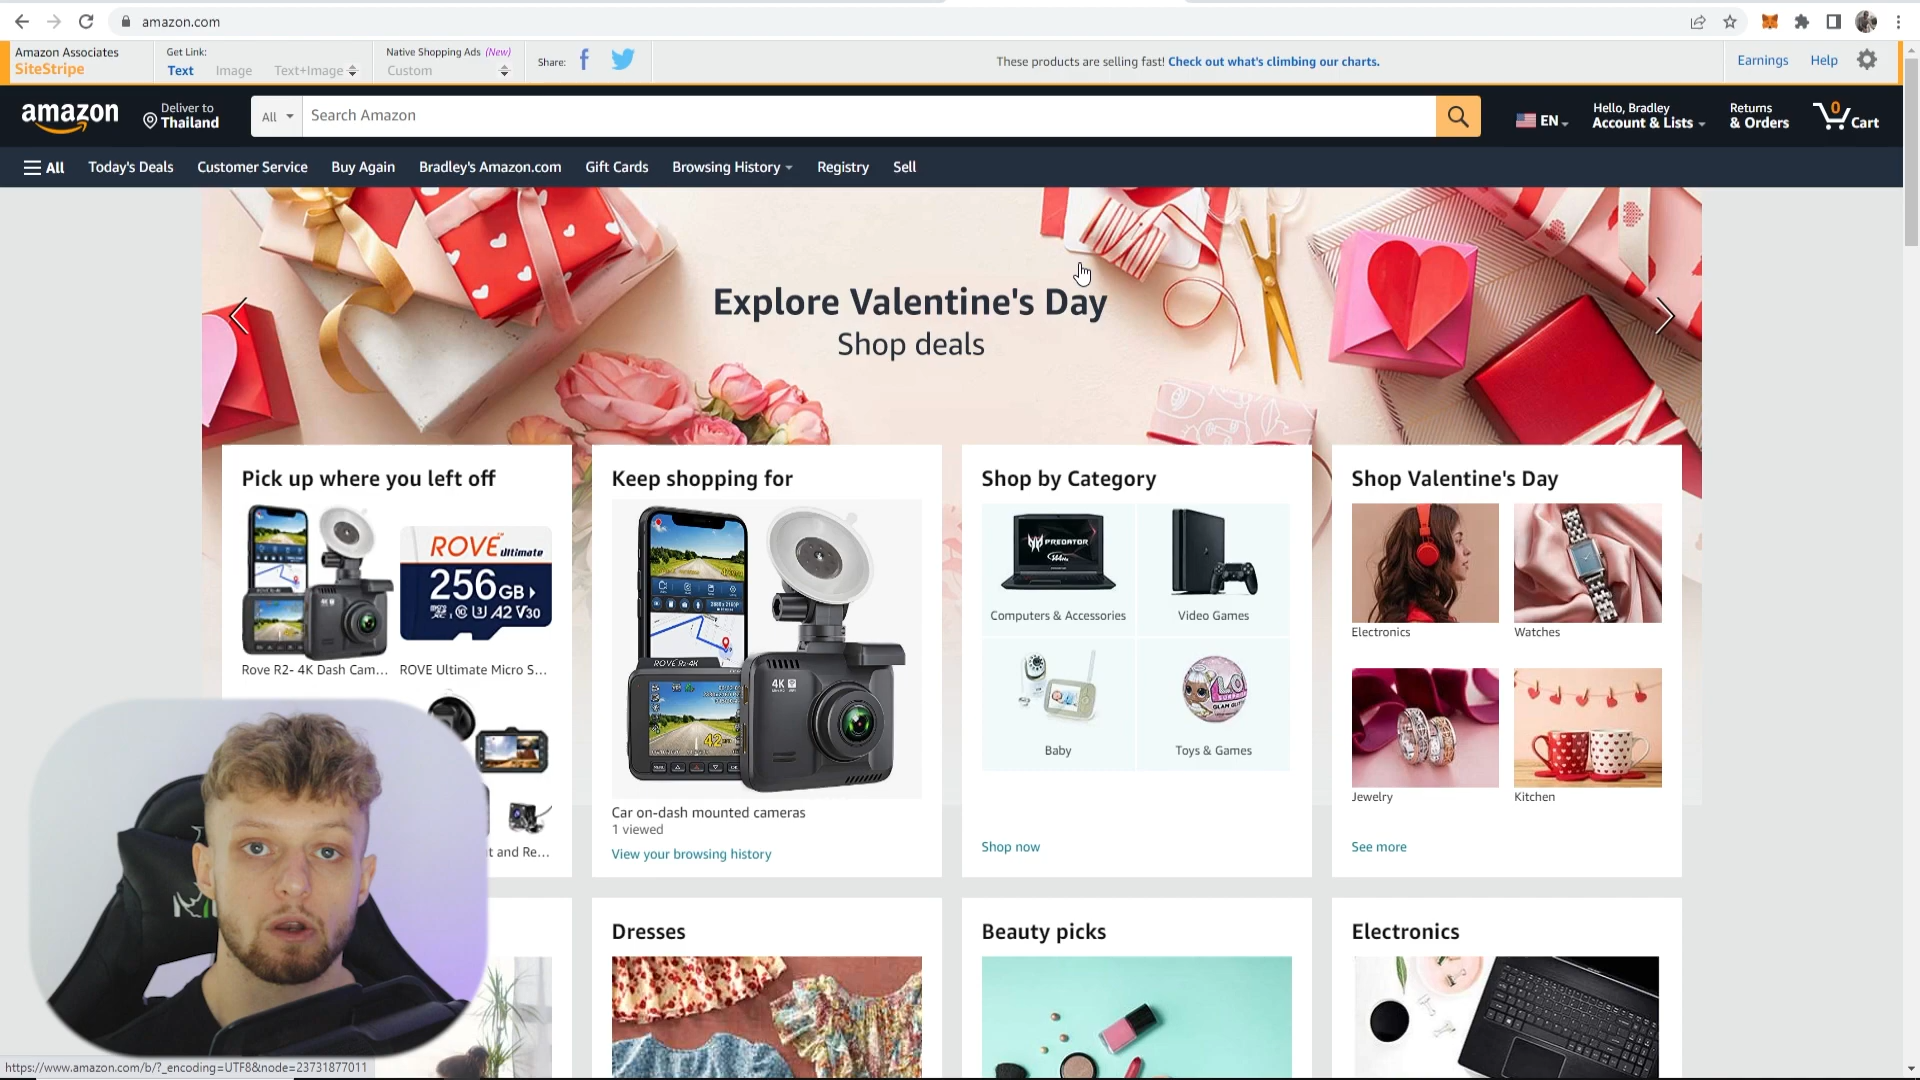 amazon.com
Amazon Associates
SiteStripe
Get Link:
Text
Image
Text+Image
Native Shopping Ads (New)
Custom
Share:
These products are selling fast! Check out what's climbing our charts.
Earnings
Help
amazon
Deliver to
Thailand
All
Search Amazon
EN
Hello, Bradley
Account & Lists
Returns
& Orders
0
Cart
All
Today's Deals
Customer Service
Buy Again
Bradley's Amazon.com
Gift Cards
Browsing History
Registry
Sell
Explore Valentine's Day
Shop deals
Pick up where you left off
ROVE Ultimate
256GB
A2 V30
Rove R2- 4K Dash Cam...
ROVE Ultimate Micro S...
t and Re...
Keep shopping for
ROVE R2-4K
4K
42
Car on-dash mounted cameras
1 viewed
View your browsing history
Shop by Category
PREDATOR
Computers & Accessories
Video Games
Baby
Toys & Games
Shop now
Shop Valentine's Day
Electronics
Watches
Jewelry
Kitchen
See more
Dresses
Beauty picks
Electronics
https://www.amazon.com/b/?_encoding=UTF8&node=23731877011